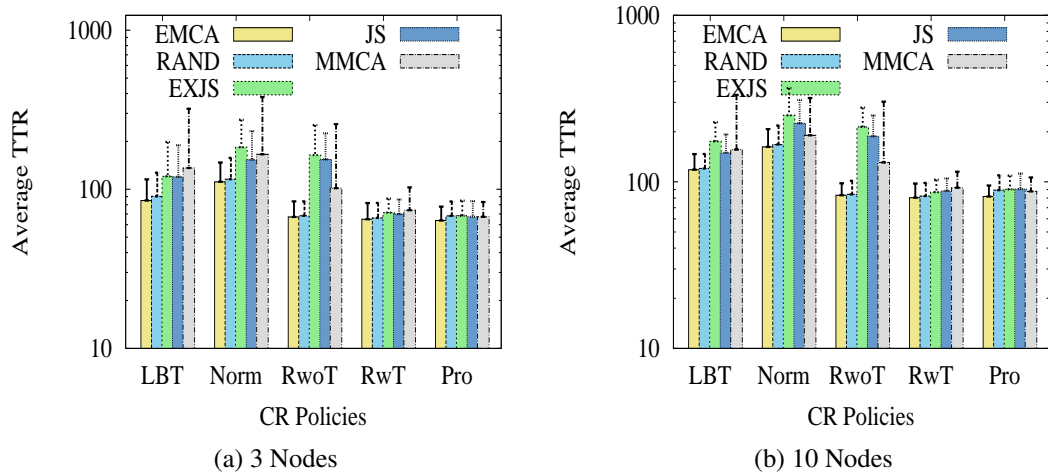 1000
100
10
Average TTR
EMCA
RAND
EXJS
JS
MMCA
LBT Norm RwoT RwT Pro
CR Policies
(a) 3 Nodes
1000
100
10
Average TTR
EMCA
RAND
EXJS
JS
MMCA
LBT Norm RwoT RwT Pro
CR Policies
(b) 10 Nodes